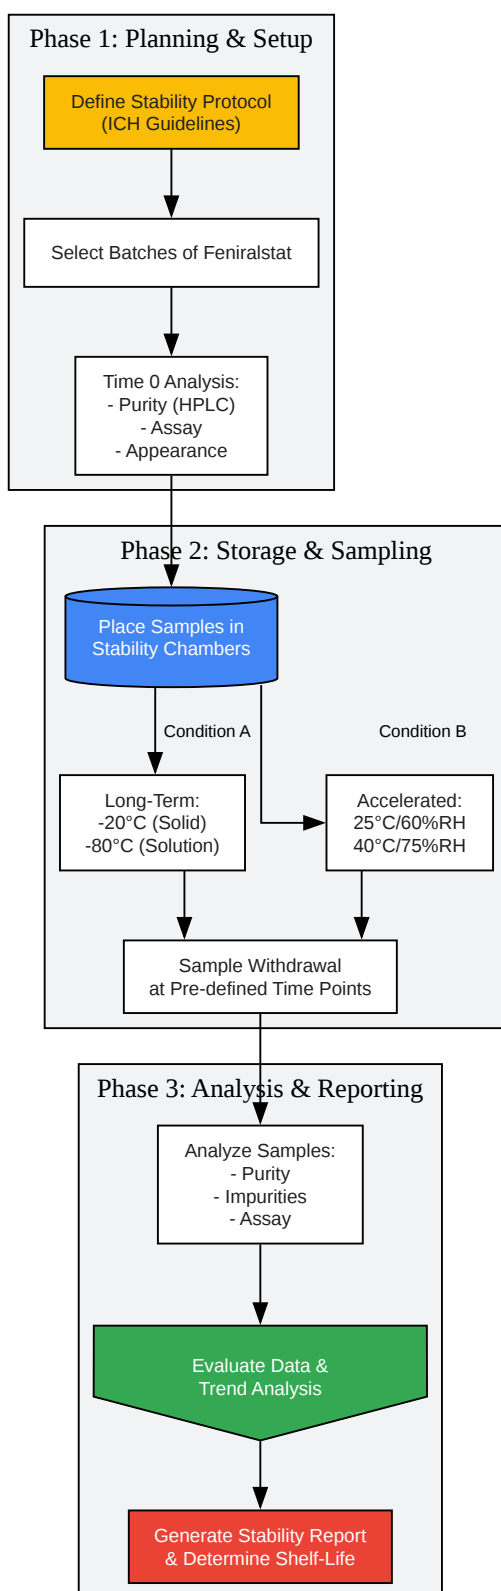 Phase 1: Planning & Setup
Define Stability Protocol
(ICH Guidelines)
Select Batches of Feniralstat
Time 0 Analysis:
- Purity (HPLC)
- Assay
- Appearance
Phase 2: Storage & Sampling
Place Samples in
Stability Chambers
Condition A
Condition B
Long-Term:
-20°C (Solid)
-80°C (Solution)
Accelerated:
25°C/60%RH
40°C/75%RH
Sample Withdrawal
at Pre-defined Time Points
Phase 3: Analysis & Reporting
Analyze Samples:
- Purity
- Impurities
- Assay
Evaluate Data &
Trend Analysis
Generate Stability Report
& Determine Shelf-Life